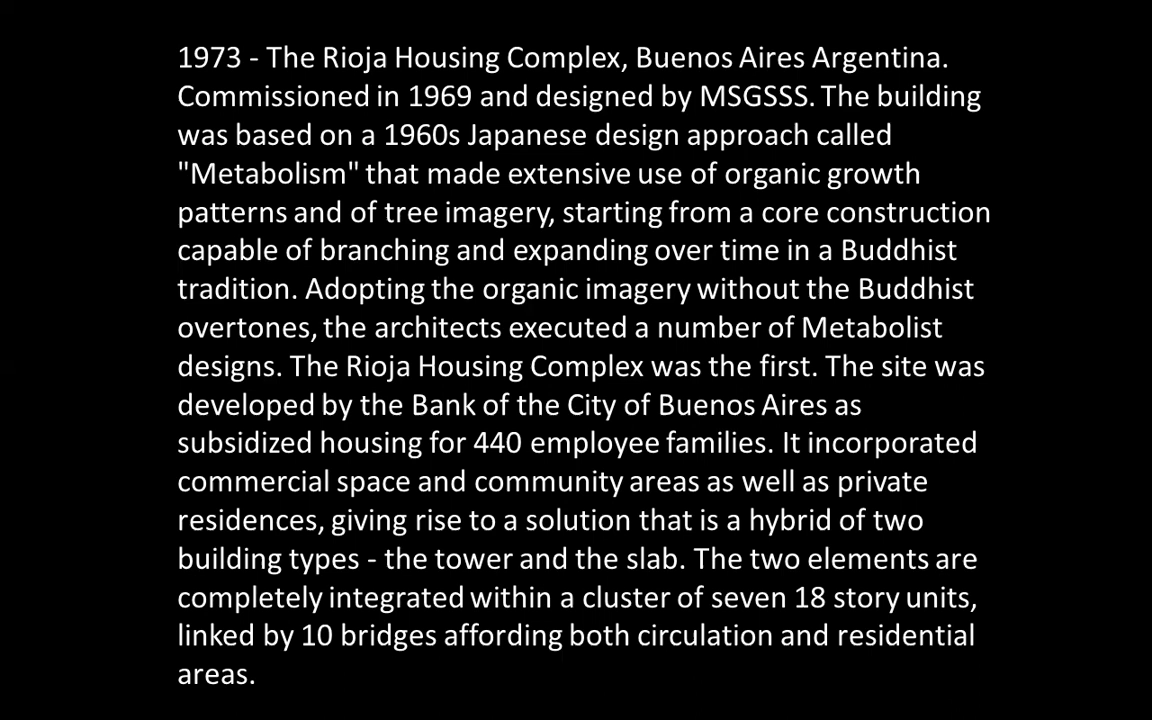 1973 - The Rioja Housing Complex, Buenos Aires Argentina.
Commissioned in 1969 and designed by MSGSSS. The building
was based on a 1960s Japanese design approach called
"Metabolism" that made extensive use of organic growth
patterns and of tree imagery, starting from a core construction
capable of branching and expanding over time in a Buddhist
tradition. Adopting the organic imagery without the Buddhist
overtones, the architects executed a number of Metabolist
designs. The Rioja Housing Complex was the first. The site was
developed by the Bank of the City of Buenos Aires as
subsidized housing for 440 employee families. It incorporated
commercial space and community areas as well as private
residences, giving rise to a solution that is a hybrid of two
building types - the tower and the slab. The two elements are
completely integrated within a cluster of seven 18 story units,
linked by 10 bridges affording both circulation and residential
areas.